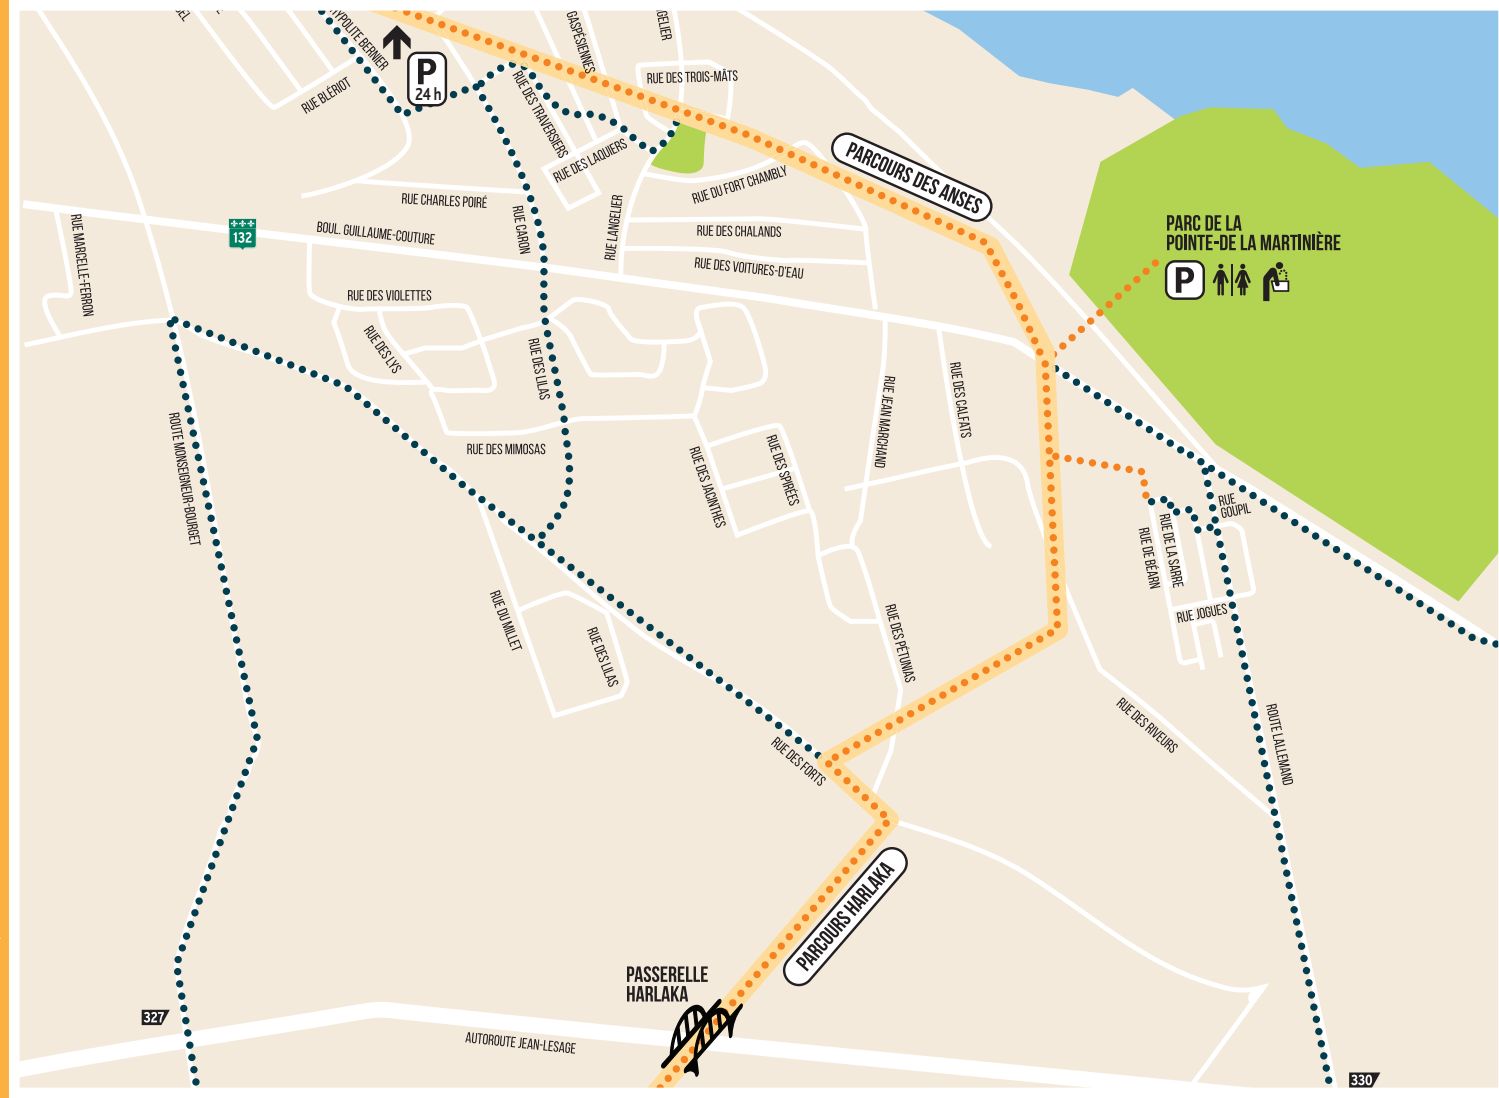 HYPOLITE BERNIER
RUE BLÉRIOT
P
24 h
GASPÉSIENNES
RUE DES TROIS-MÂTS
RUE DES TRAVERSIERS
RUE DES LAQUIERS
PARCOURS DES ANSES
RUE DU FORT CHAMBLY
RUE CHARLES POIRÉ
RUE CARON
RUE LANGELIER
RUE DES CHALANDS
RUE DES VOITURES-D'EAU
RUE MARCELLE-FERRON
132
BOUL. GUILLAUME-COUTURE
PARC DE LA
POINTE-DE LA MARTINIÈRE
P
RUE DES VIOLETTES
RUE DES LYS
RUE DES LILAS
RUE JEAN MARCHAND
RUE DES CALFATS
ROUTE MONSEIGNEUR-BOURGET
RUE DES MIMOSAS
RUE DES JACINTHES
RUE DES SPIRÉES
RUE
GOUPIL
RUE DE LA SARRE
RUE DE BÉARN
RUE JOGUES
RUE DU MILLET
RUE DES LILAS
RUE DES PÉTUNIAS
RUE DES RIVEURS
ROUTE LALLEMAND
RUE DES FORTS
PARCOURS HARLAKA
PASSERELLE
HARLAKA
327
AUTOROUTE JEAN-LESAGE
330